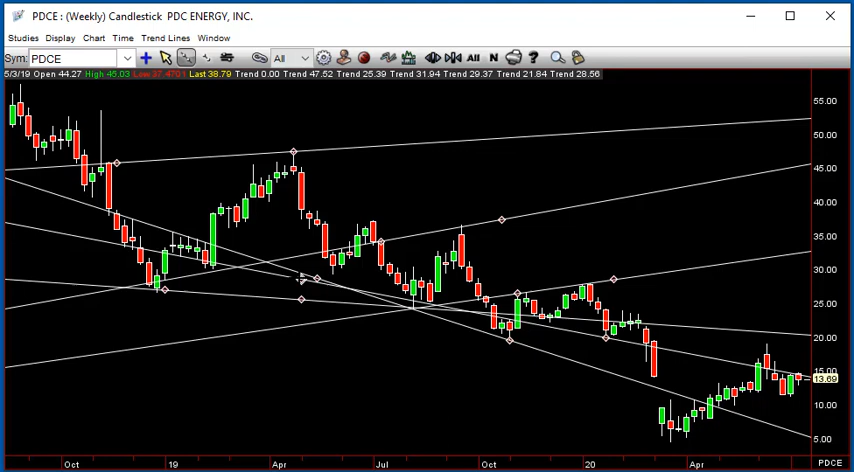 PDCE : (Weekly) Candlestick PDC ENERGY, INC.
Studies Display Chart Time Trend Lines Window
Sym: PDCE All All N ?
5/3/19 Open 44.27 High 45.03 Low 37.4701 Last 38.79 Trend 0.00 Trend 47.52 Trend 25.39 Trend 31.94 Trend 29.37 Trend 21.84 Trend 28.56
55.00
50.00
45.00
40.00
35.00
30.00
25.00
20.00
15.00
13.69
10.00
5.00
Oct 19 Apr Jul Oct 20 Apr PDCE